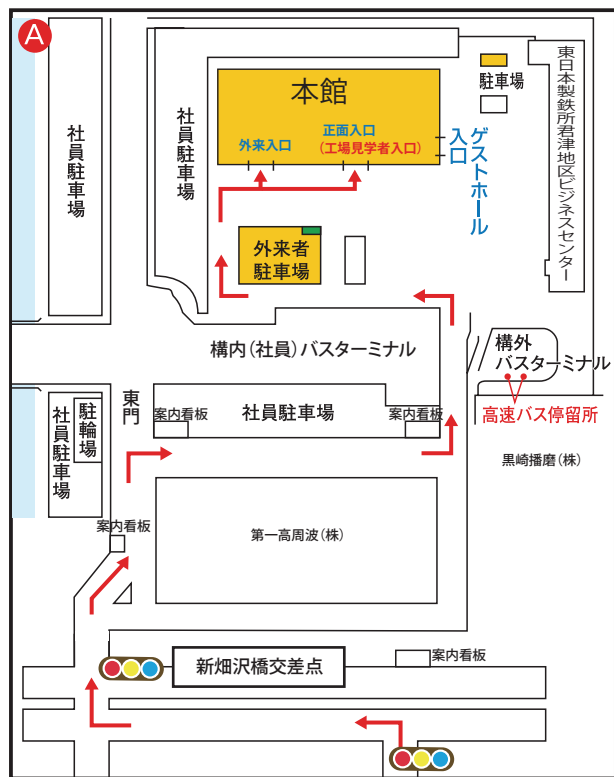 A
本館
外来入口
正面入口
(工場見学者入口)
ゲストホール
入口
駐車場
東日本製鉄所君津地区ビジネスセンター
社員駐車場
社員駐車場
外来者
駐車場
構内(社員)バスターミナル
構外
バスターミナル
高速バス停留所
東門
案内看板
社員駐車場
案内看板
駐輪場
社員駐車場
黒崎播磨(株)
案内看板
第一高周波(株)
新畑沢橋交差点
案内看板